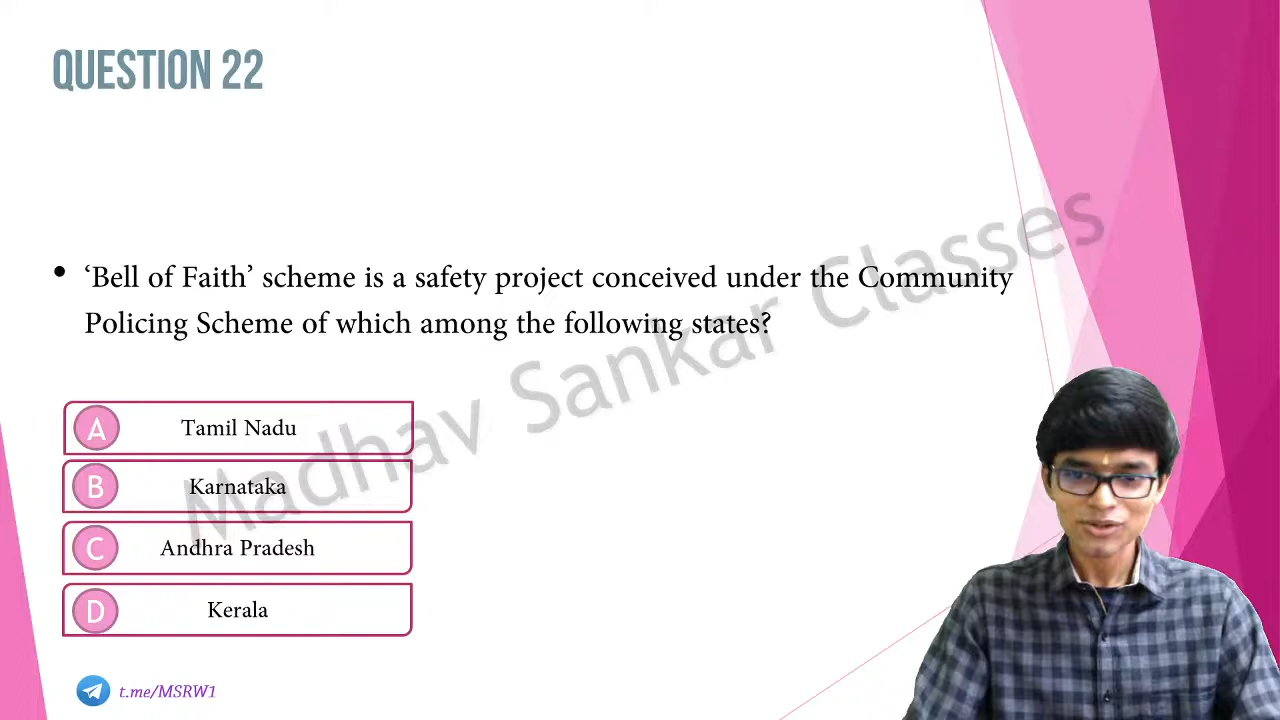 QUESTION 22
• ‘Bell of Faith’ scheme is a safety project conceived under the Community
Policing Scheme of which among the following states?
A Tamil Nadu
B Karnataka
C Andhra Pradesh
D Kerala
Madhav Sankar Classes
t.me/MSRW1